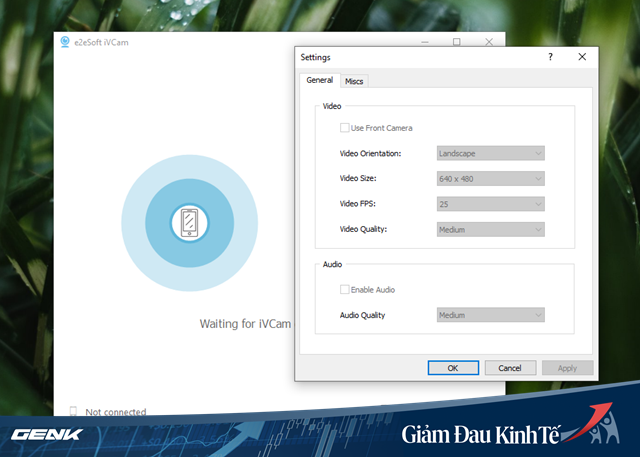 e2eSoft iVCam
Settings
?
General
Miscs
Video
Use Front Camera
Video Orientation:
Landscape
Video Size:
640 x 480
Video FPS:
25
Video Quality:
Medium
Audio
Enable Audio
Audio Quality
Medium
Waiting for iVCam
OK
Cancel
Apply
Not connected
GENK
Giảm Đau Kinh Tế